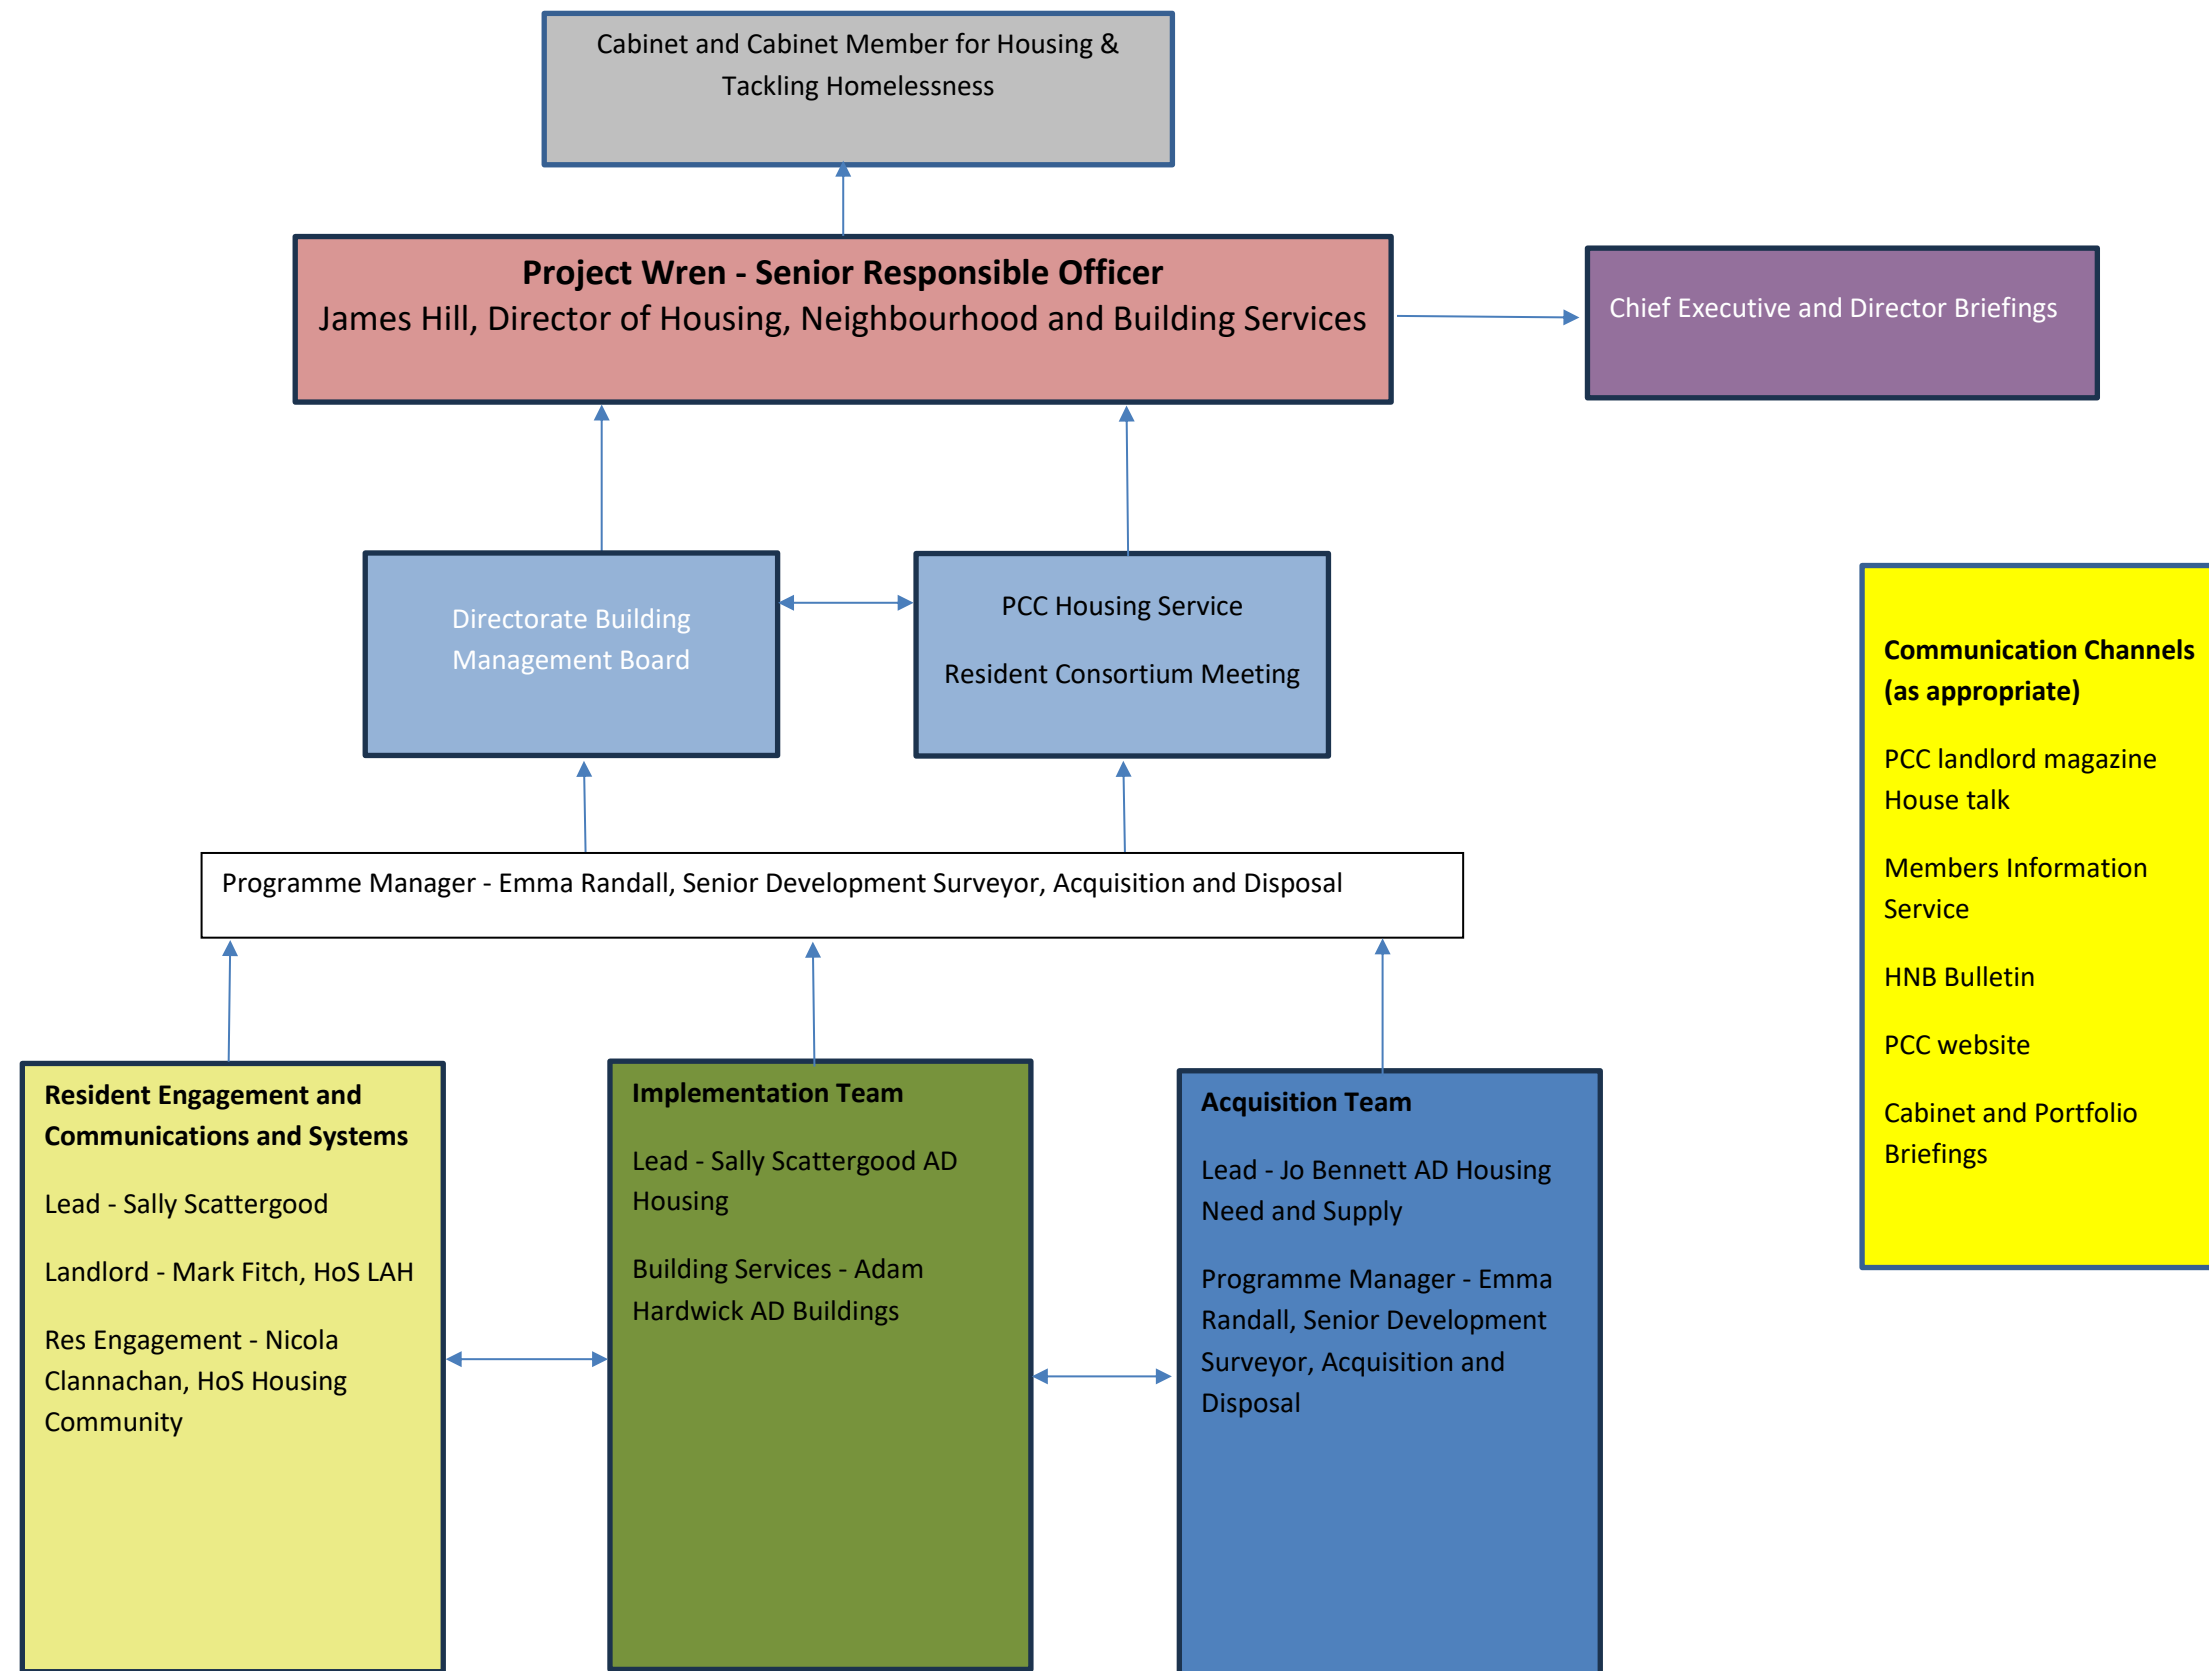 Cabinet and Cabinet Member for Housing &
Tackling Homelessness
Project Wren - Senior Responsible Officer
James Hill, Director of Housing, Neighbourhood and Building Services
Chief Executive and Director Briefings
Directorate Building
Management Board
PCC Housing Service
Resident Consortium Meeting
Communication Channels
(as appropriate)
PCC landlord magazine
House talk
Members Information
Service
HNB Bulletin
PCC website
Cabinet and Portfolio
Briefings
Programme Manager - Emma Randall, Senior Development Surveyor, Acquisition and Disposal
Resident Engagement and
Communications and Systems
Lead - Sally Scattergood
Landlord - Mark Fitch, HoS LAH
Res Engagement - Nicola
Clannachan, HoS Housing
Community
Implementation Team
Lead - Sally Scattergood AD
Housing
Building Services - Adam
Hardwick AD Buildings
Acquisition Team
Lead - Jo Bennett AD Housing
Need and Supply
Programme Manager - Emma
Randall, Senior Development
Surveyor, Acquisition and
Disposal